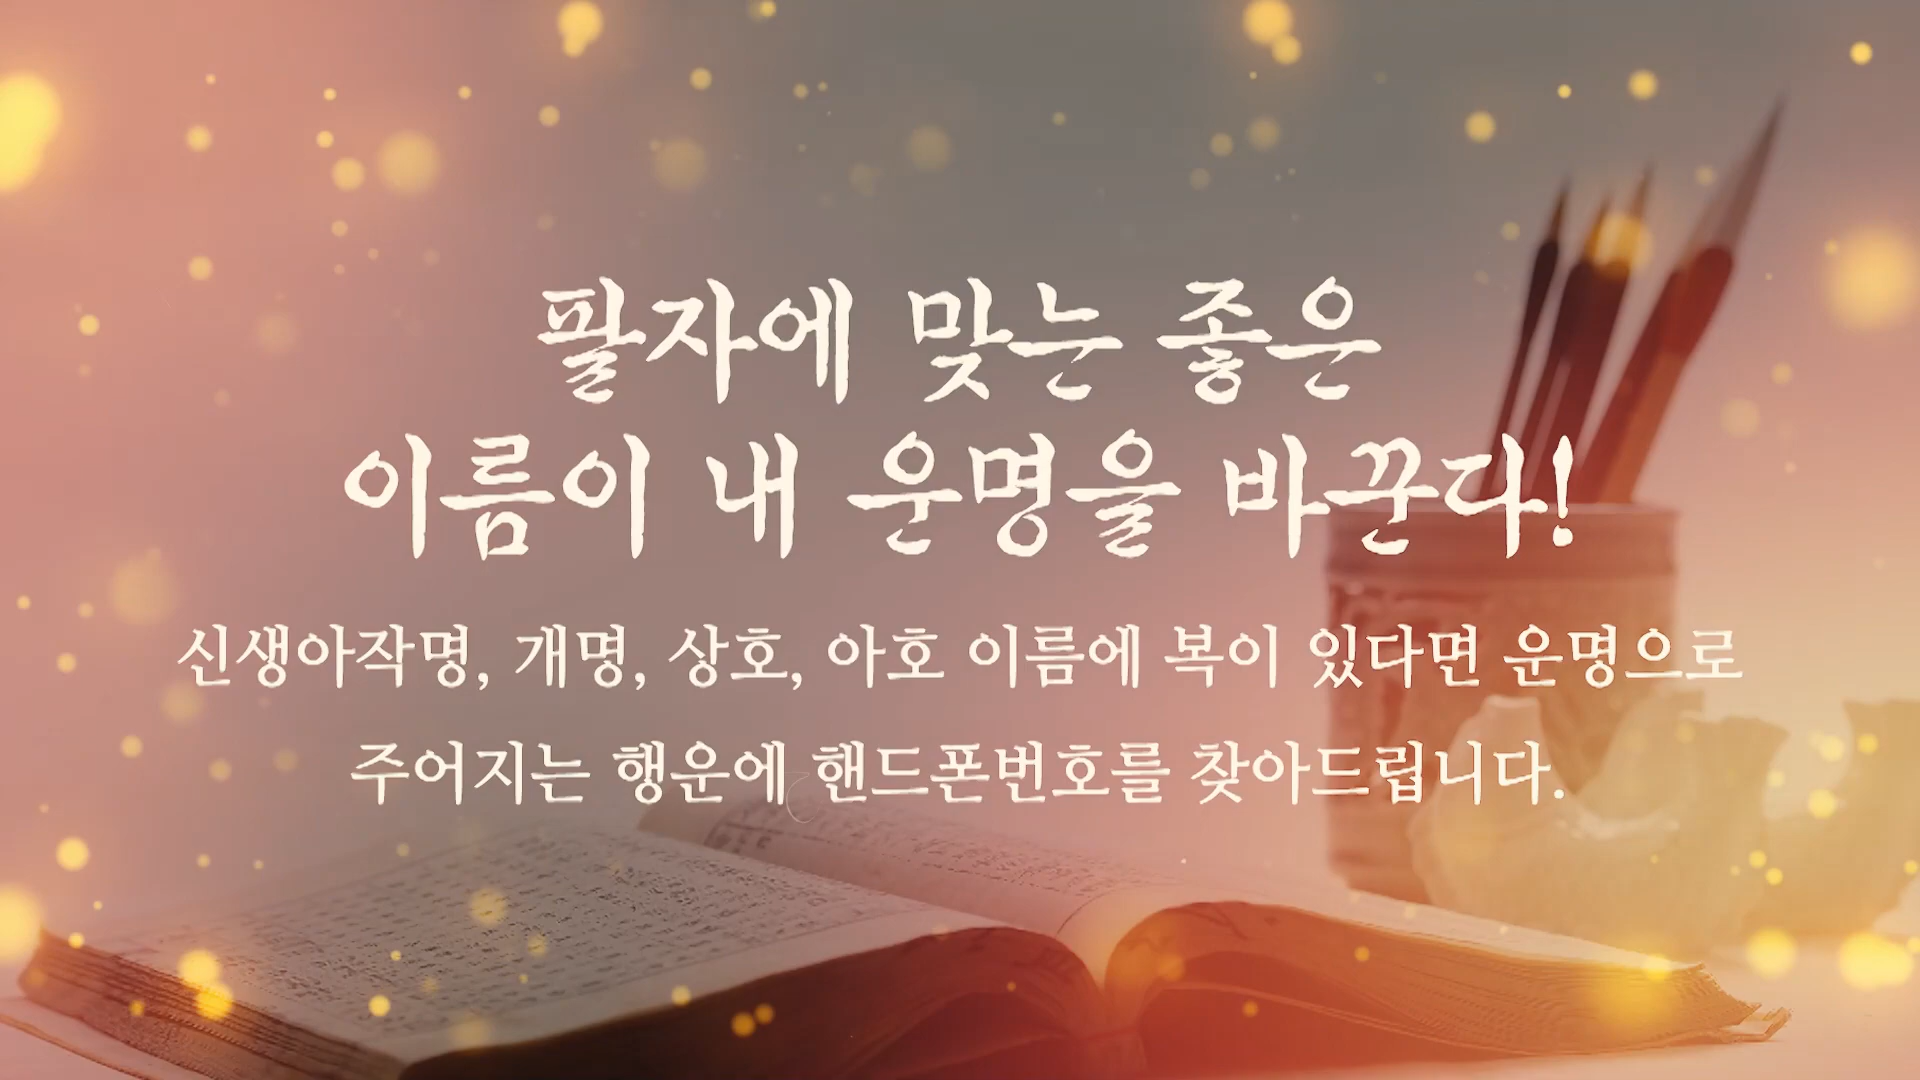 팔자에 맞는 좋은
이름이 내 운명을 바꾼다!
신생아작명, 개명, 상호, 아호 이름에 복이 있다면 운명으로
주어지는 행운에 핸드폰번호를 찾아드립니다.